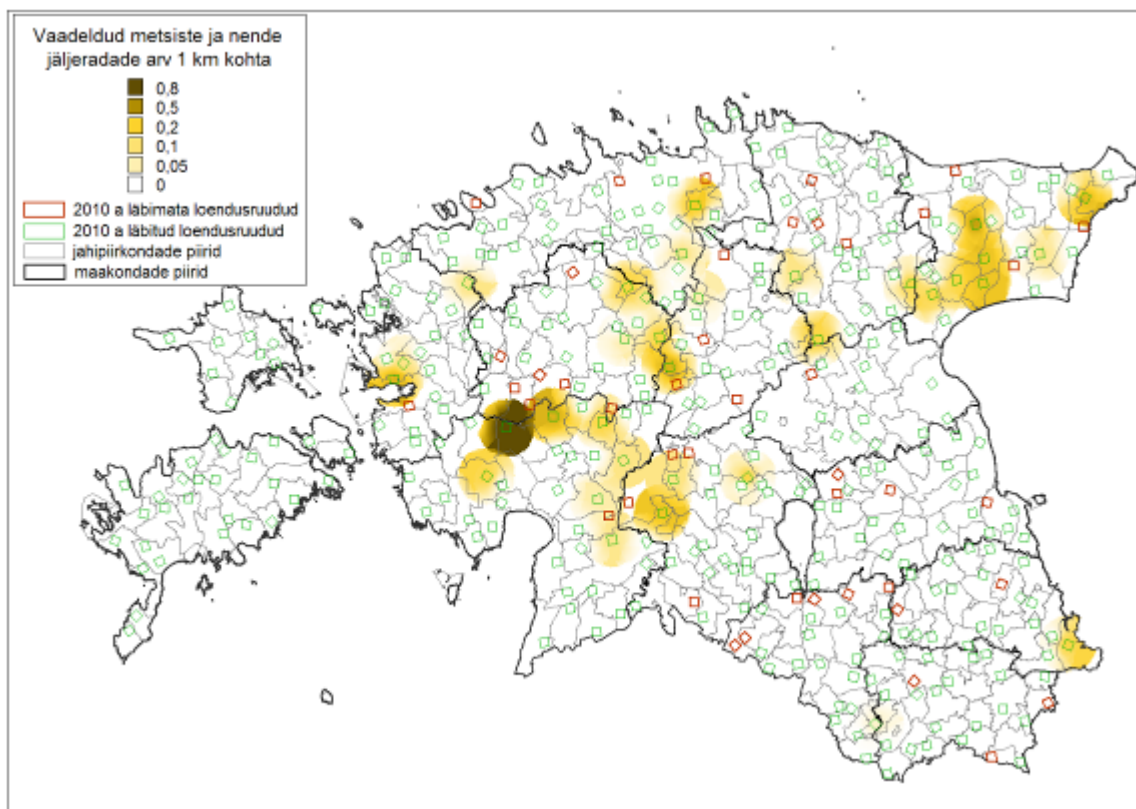 Vaadeldud metsiste ja nende
jäljeradade arv 1 km kohta
0,8
0,5
0,2
0,1
0,05
0
2010 a läbimata loendusruudud
2010 a läbitud loendusruudud
jahipiirkondade piirid
maakondade piirid